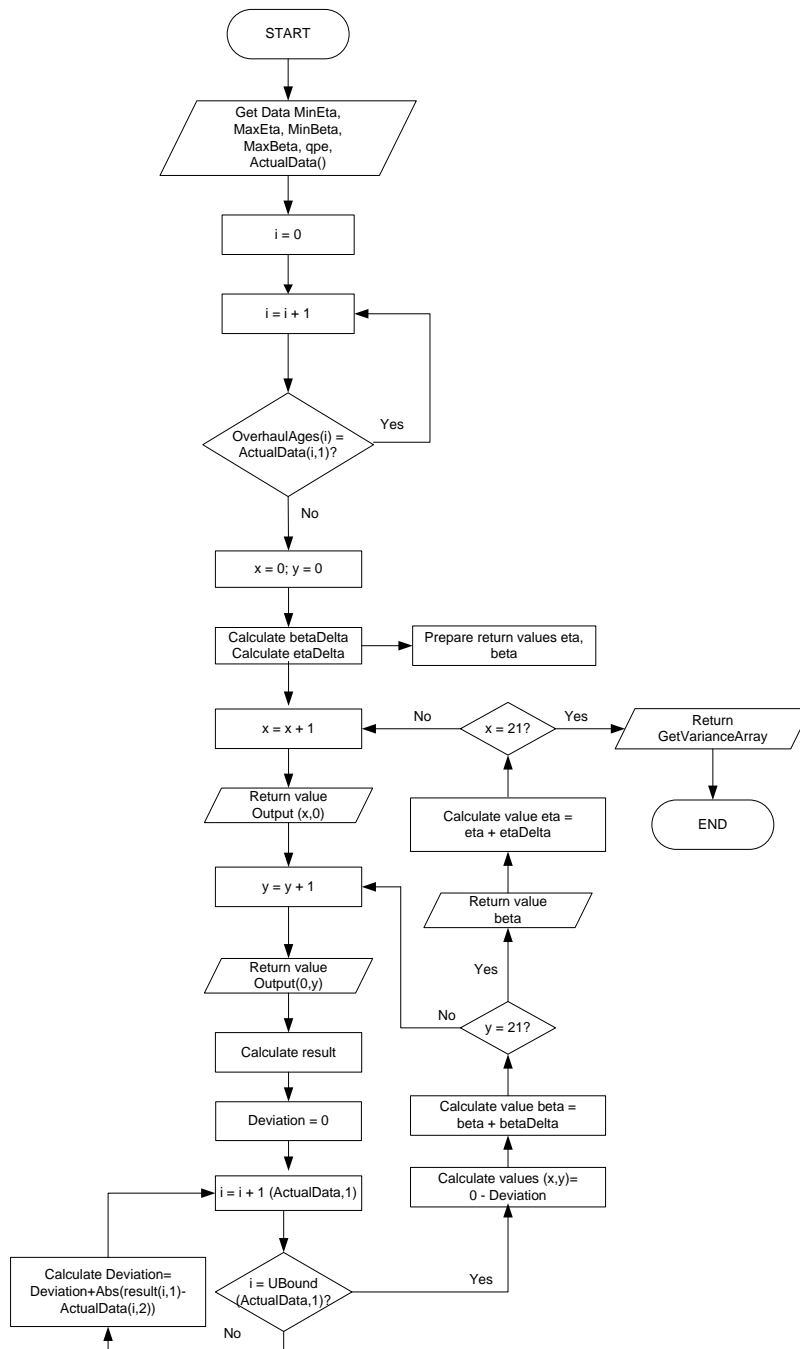 START
Get Data MinEta,
MaxEta, MinBeta,
MaxBeta, qpe,
ActualData()
i = 0
i = i + 1
OverhaulAges(i) =
ActualData(i,1)?
Yes
No
x = 0; y = 0
Calculate betaDelta
Calculate etaDelta
Prepare return values eta,
beta
x = x + 1
No
x = 21?
Yes
Return
GetVarianceArray
Return value
Output (x,0)
Calculate value eta =
eta + etaDelta
END
y = y + 1
Return value
beta
Yes
Return value
Output(0,y)
No
y = 21?
Calculate result
Deviation = 0
Calculate value beta =
beta + betaDelta
i = i + 1 (ActualData,1)
Calculate values (x,y)=
0 - Deviation
Calculate Deviation=
Deviation+Abs(result(i,1)-
ActualData(i,2))
i = UBound
(ActualData,1)?
Yes
No